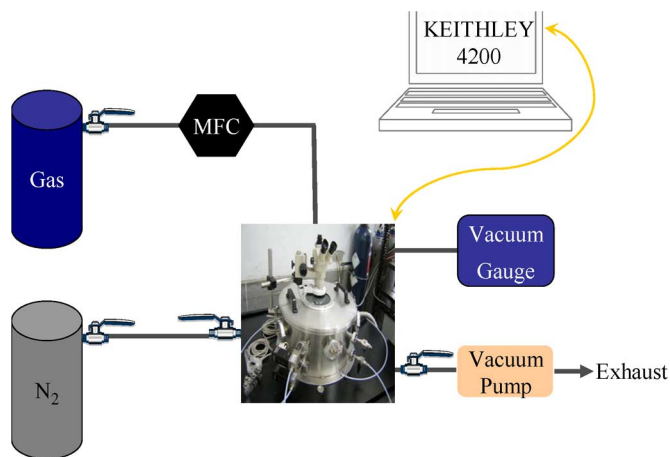 KEITHLEY
4200
MFC
Gas
Vacuum
Gauge
N2
Vacuum
Pump
Exhaust